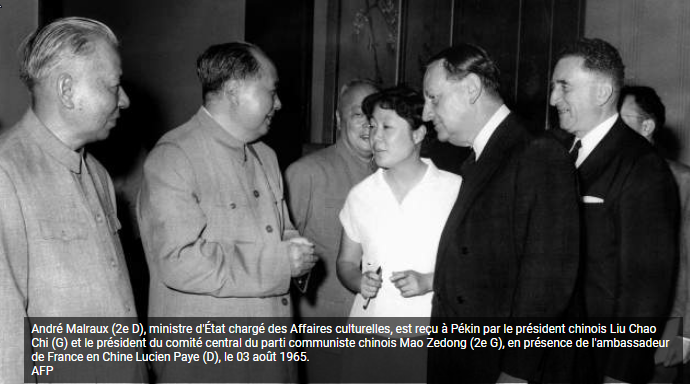 André Malraux (2e D), ministre d'État chargé des Affaires culturelles, est reçu à Pékin par le président chinois Liu Chao
Chi (G) et le président du comité central du parti communiste chinois Mao Zedong (2e G), en présence de l'ambassadeur
de France en Chine Lucien Paye (D), le 03 août 1965.
AFP